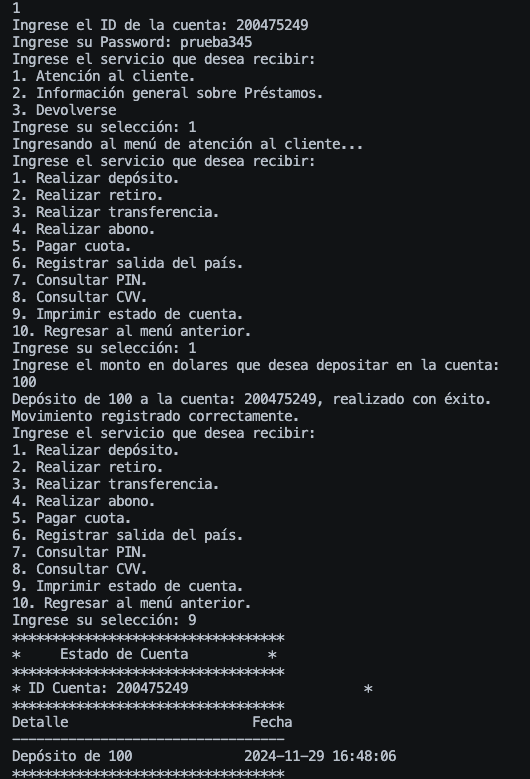 1
Ingrese el ID de la cuenta: 200475249
Ingrese su Password: prueba345
Ingrese el servicio que desea recibir:
1. Atención al cliente.
2. Información general sobre Préstamos.
3. Devolverse
Ingrese su selección: 1
Ingresando al menú de atención al cliente...
Ingrese el servicio que desea recibir:
1. Realizar depósito.
2. Realizar retiro.
3. Realizar transferencia.
4. Realizar abono.
5. Pagar cuota.
6. Registrar salida del país.
7. Consultar PIN.
8. Consultar CVV.
9. Imprimir estado de cuenta.
10. Regresar al menú anterior.
Ingrese su selección: 1
Ingrese el monto en dolares que desea depositar en la cuenta:
100
Depósito de 100 a la cuenta: 200475249, realizado con éxito.
Movimiento registrado correctamente.
Ingrese el servicio que desea recibir:
1. Realizar depósito.
2. Realizar retiro.
3. Realizar transferencia.
4. Realizar abono.
5. Pagar cuota.
6. Registrar salida del país.
7. Consultar PIN.
8. Consultar CVV.
9. Imprimir estado de cuenta.
10. Regresar al menú anterior.
Ingrese su selección: 9
**********************************
*     Estado de Cuenta          *
**********************************
* ID Cuenta: 200475249                      *
**********************************
Detalle                       Fecha
----------------------------------
Depósito de 100              2024-11-29 16:48:06
**********************************